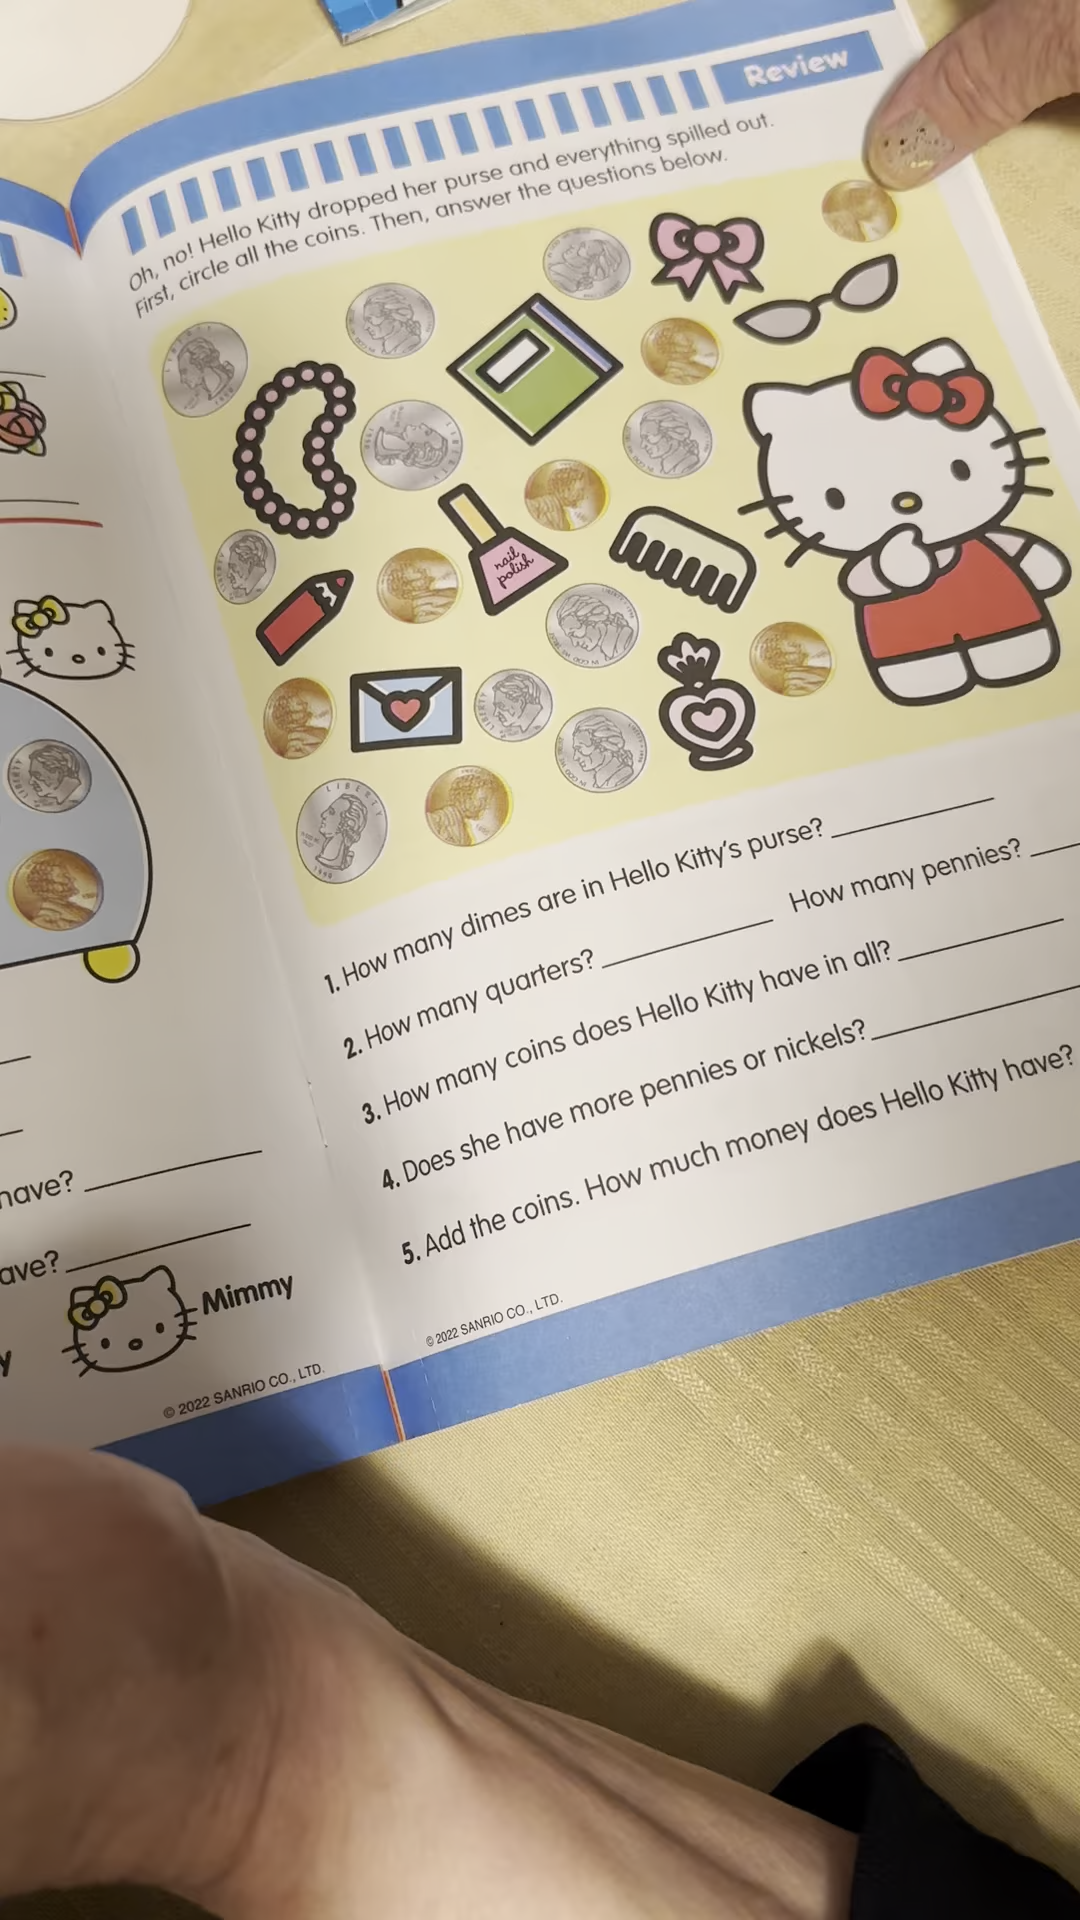 Review
Oh, no! Hello Kitty dropped her purse and everything spilled out.
First, circle all the coins. Then, answer the questions below.
LIBERTY
LIBERTY
nail
polish
LIBERTY
LIBERTY
1. How many dimes are in Hello Kitty's purse?
2. How many quarters? How many pennies?
3. How many coins does Hello Kitty have in all?
4. Does she have more pennies or nickels?
5. Add the coins. How much money does Hello Kitty have?
© 2022 SANRIO CO., LTD.
have?
ave?
Mimmy
y
© 2022 SANRIO CO., LTD.